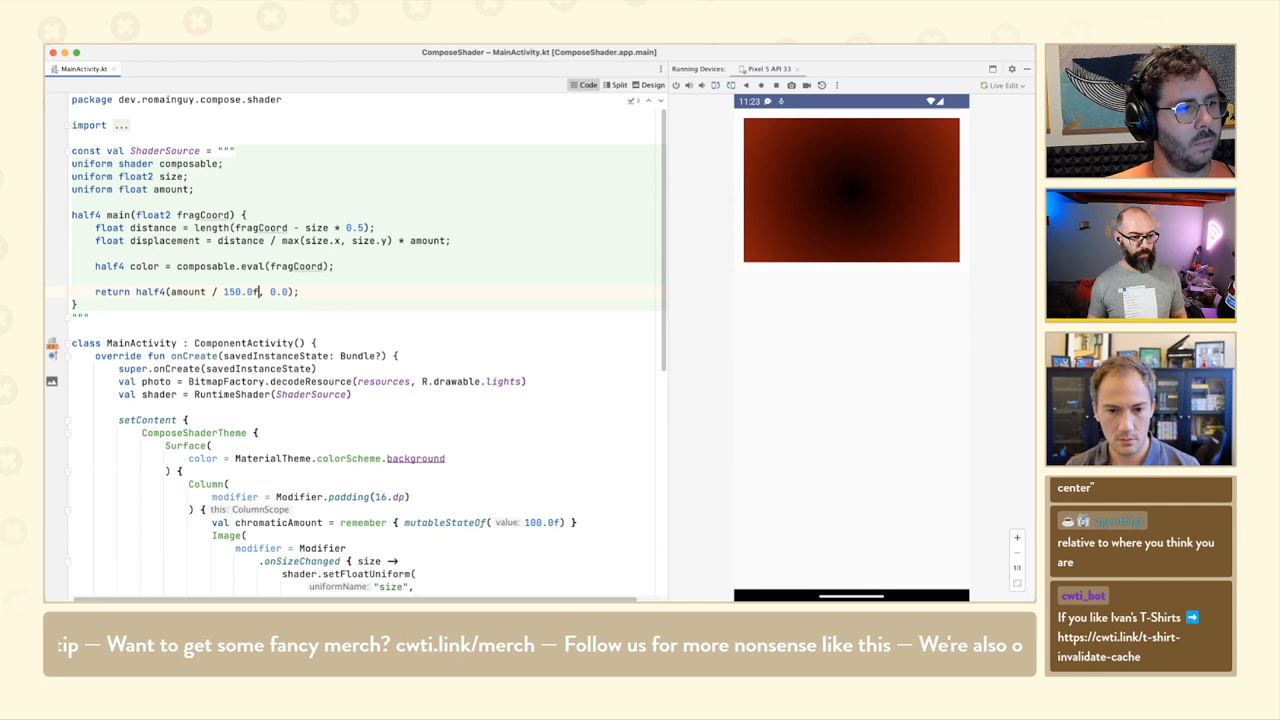 ComposeShader – MainActivity.kt [ComposeShader.app.main]
MainActivity.kt
Running Devices: Pixel 5 API 33
Code Split Design
Live Edit
package dev.romainguy.compose.shader
import ...
const val ShaderSource = """
uniform shader composable;
uniform float2 size;
uniform float amount;
half4 main(float2 fragCoord) {
float distance = length(fragCoord - size * 0.5);
float displacement = distance / max(size.x, size.y) * amount;
half4 color = composable.eval(fragCoord);
return half4(amount / 150.0f, 0.0);
}
"""
class MainActivity : ComponentActivity() {
override fun onCreate(savedInstanceState: Bundle?) {
super.onCreate(savedInstanceState)
val photo = BitmapFactory.decodeResource(resources, R.drawable.lights)
val shader = RuntimeShader(ShaderSource)
setContent {
ComposeShaderTheme {
Surface(
color = MaterialTheme.colorScheme.background
) {
Column(
modifier = Modifier.padding(16.dp)
) { this: ColumnScope
val chromaticAmount = remember { mutableStateOf( value: 100.0f) }
Image(
modifier = Modifier
.onSizeChanged { size ->
shader.setFloatUniform(
uniformName: "size",
3
11:23
1:1
center"
agentbigs
relative to where you think you
are
cwti_bot
If you like Ivan's T-Shirts ➡
https://cwti.link/t-shirt-
invalidate-cache
:ip — Want to get some fancy merch? cwti.link/merch — Follow us for more nonsense like this — We're also o